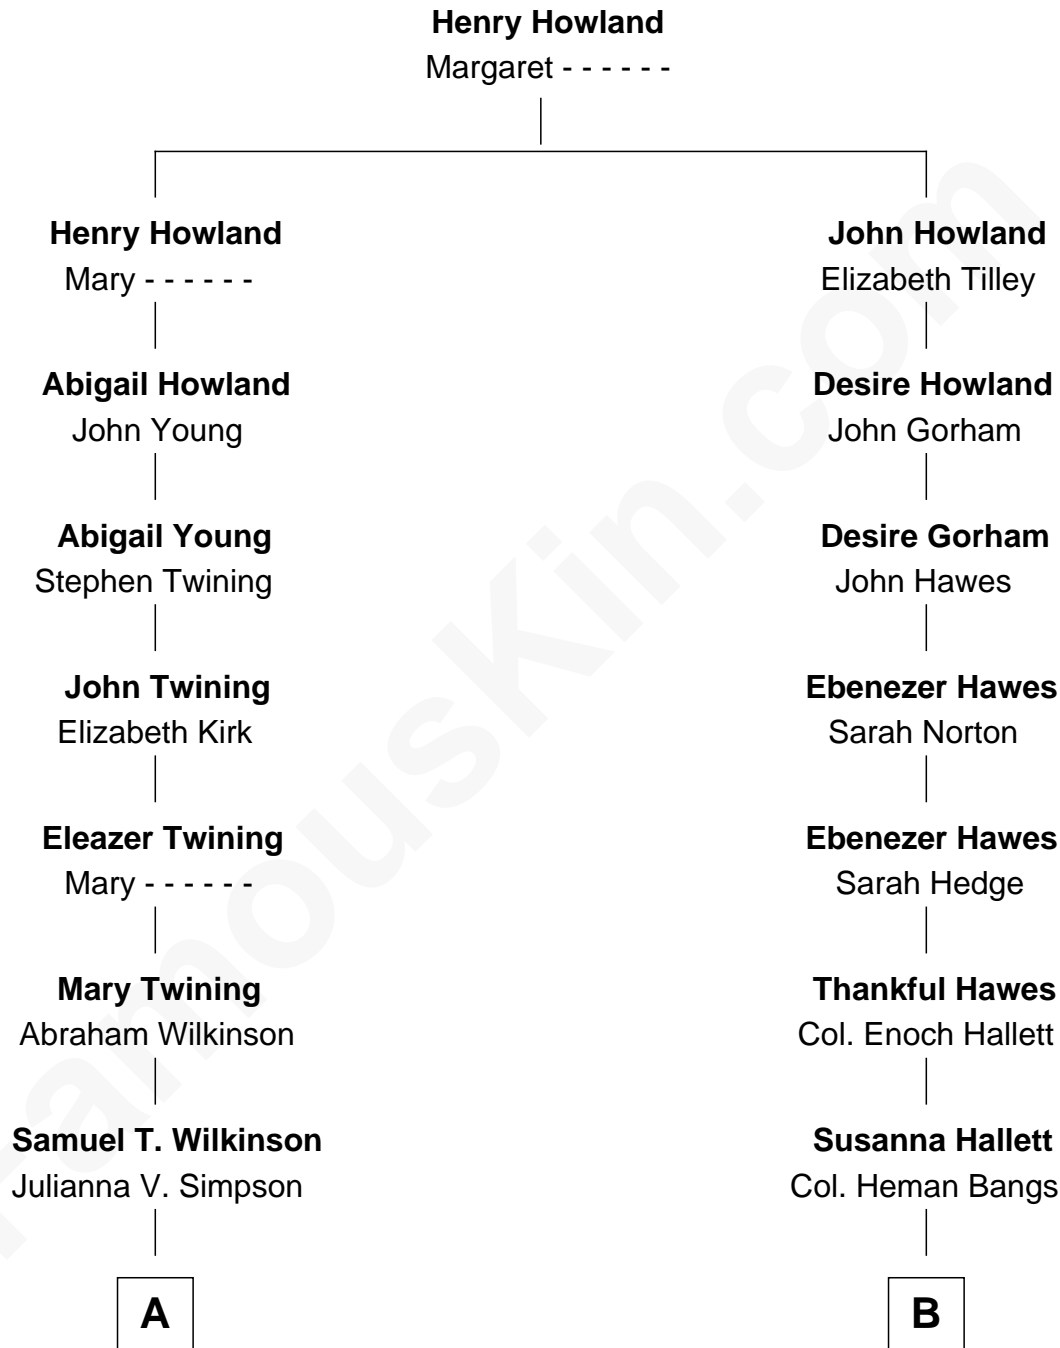 Henry Howland
Margaret - - - - - -
Henry Howland
Mary - - - - - -
John Howland
Elizabeth Tilley
Abigail Howland
John Young
Desire Howland
John Gorham
Abigail Young
Stephen Twining
Desire Gorham
John Hawes
John Twining
Elizabeth Kirk
Ebenezer Hawes
Sarah Norton
Eleazer Twining
Mary - - - - - -
Ebenezer Hawes
Sarah Hedge
Mary Twining
Abraham Wilkinson
Thankful Hawes
Col. Enoch Hallett
Samuel T. Wilkinson
Julianna V. Simpson
Susanna Hallett
Col. Heman Bangs
A
B
FamousKin.com